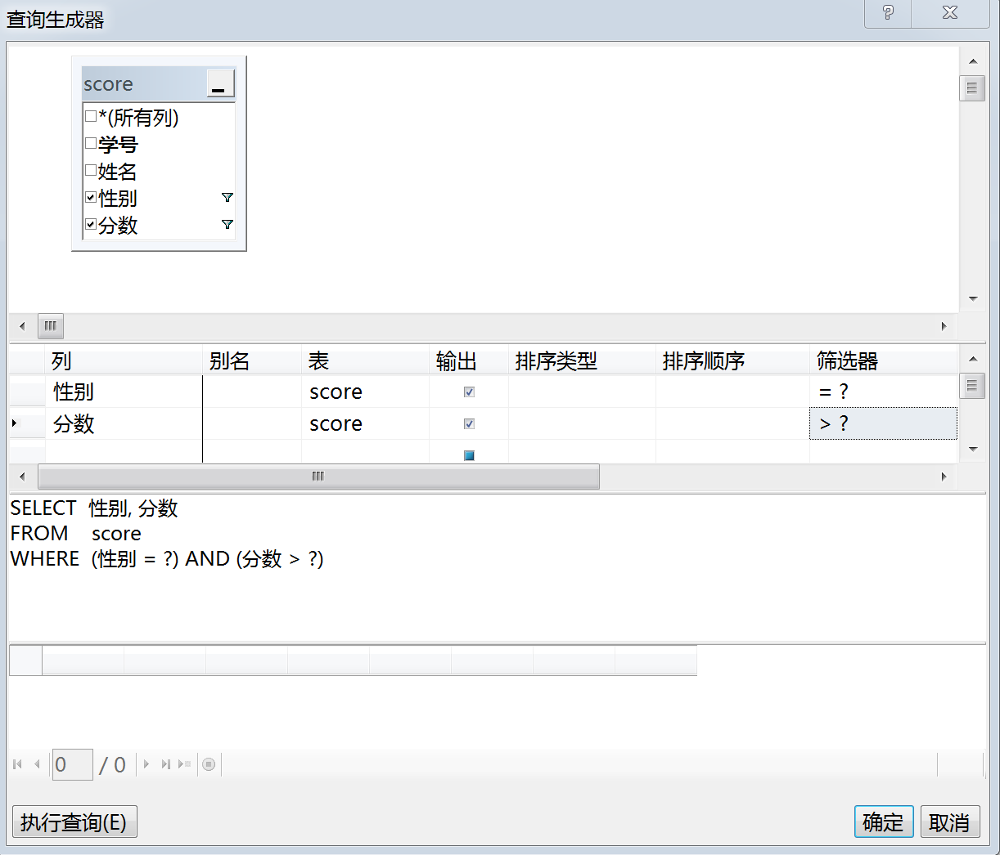 查询生成器
score
*(所有列)
学号
姓名
性别
分数
列 别名 表 输出 排序类型 排序顺序 筛选器
性别 score = ?
分数 score > ?
SELECT 性别, 分数
FROM score
WHERE (性别 = ?) AND (分数 > ?)
0 / 0
执行查询(E) 确定 取消